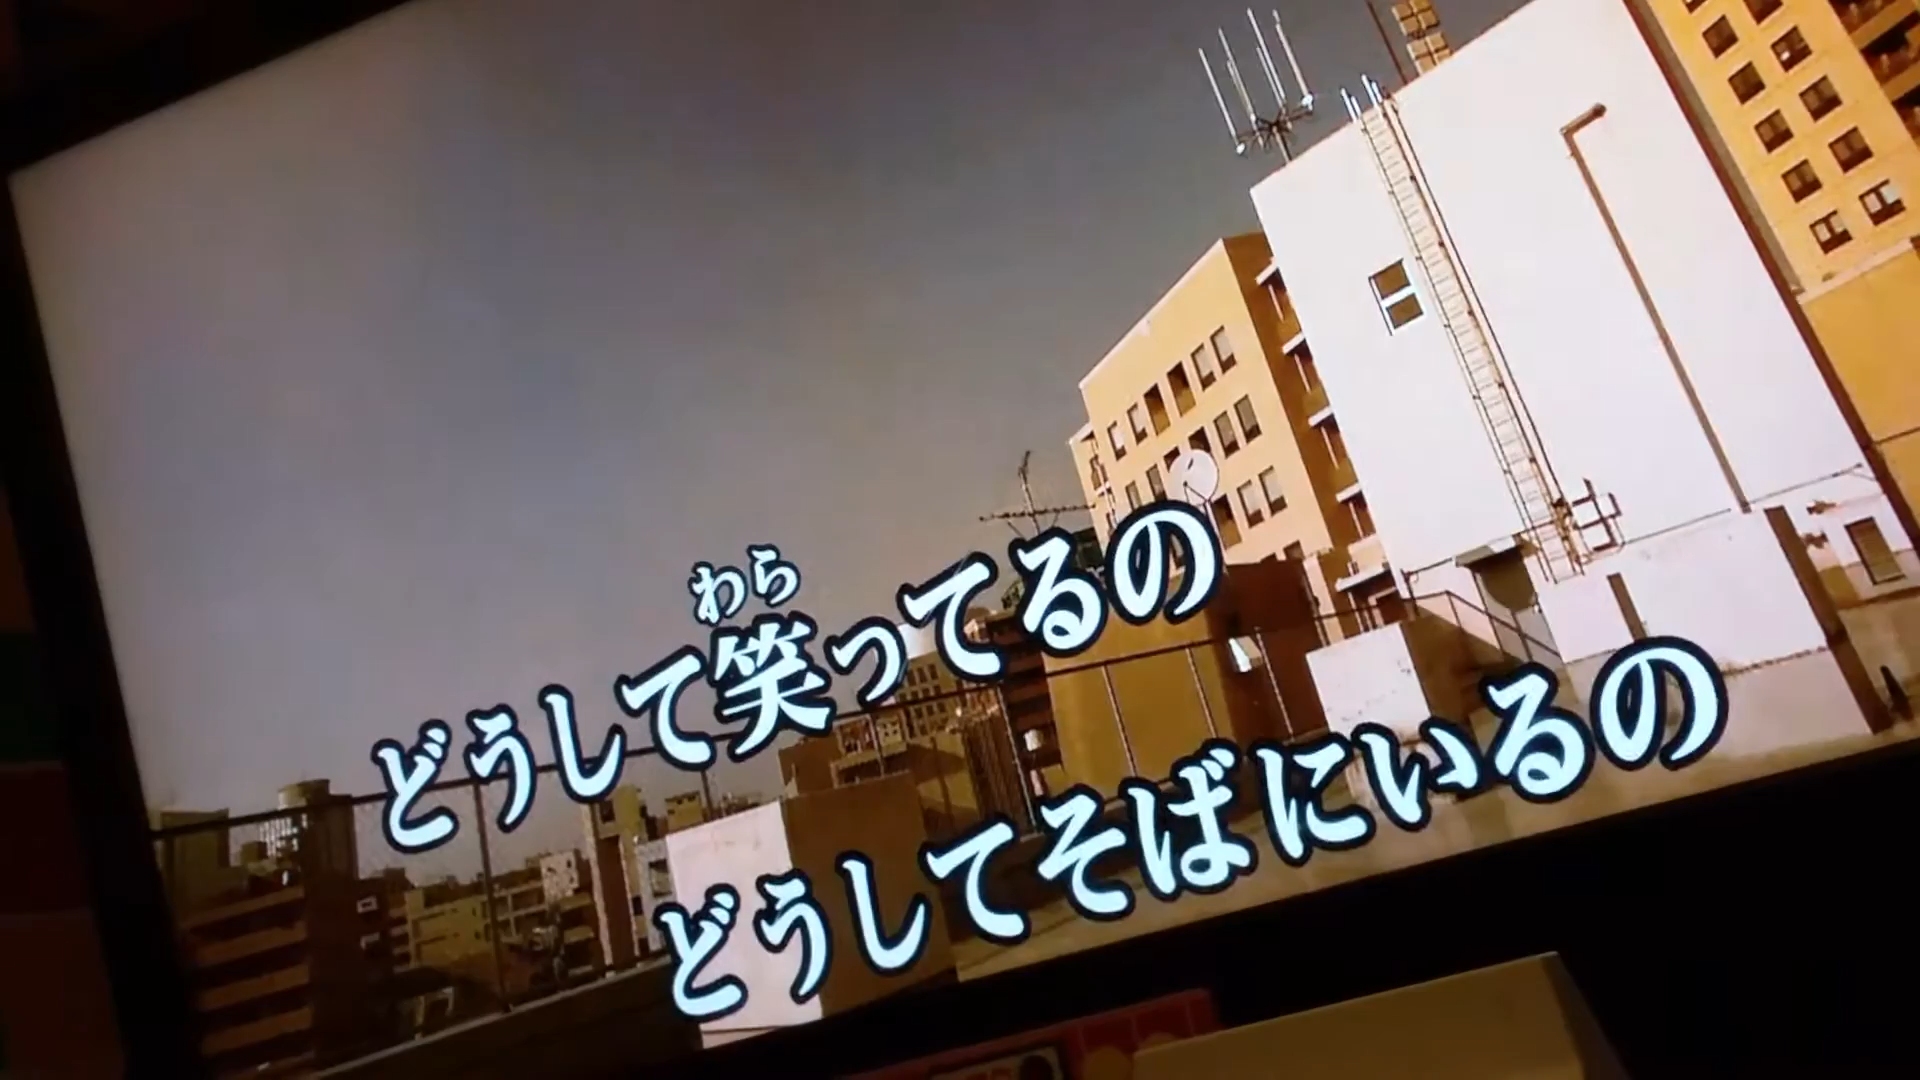 わら
どうして笑ってるの
どうしてそばにいるの